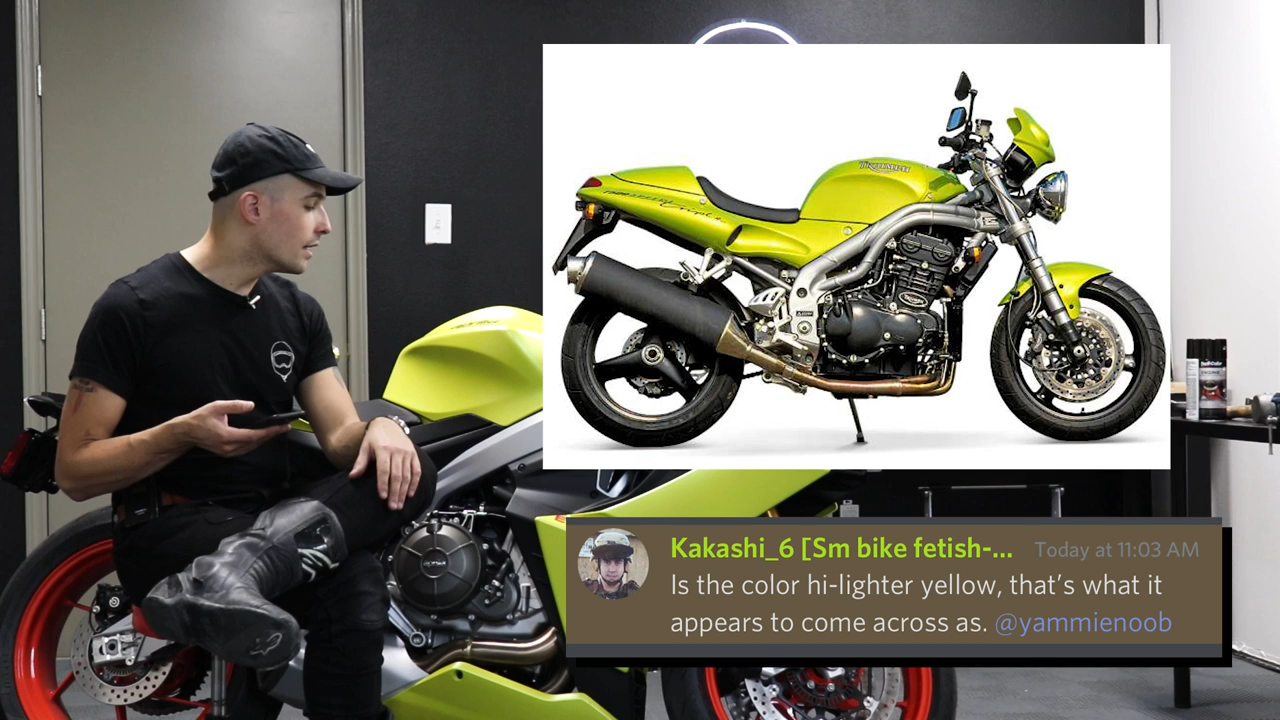 TRIUMPH
Kakashi_6 [Sm bike fetish-... Today at 11:03 AM
Is the color hi-lighter yellow, that's what it
appears to come across as. @yammienoob